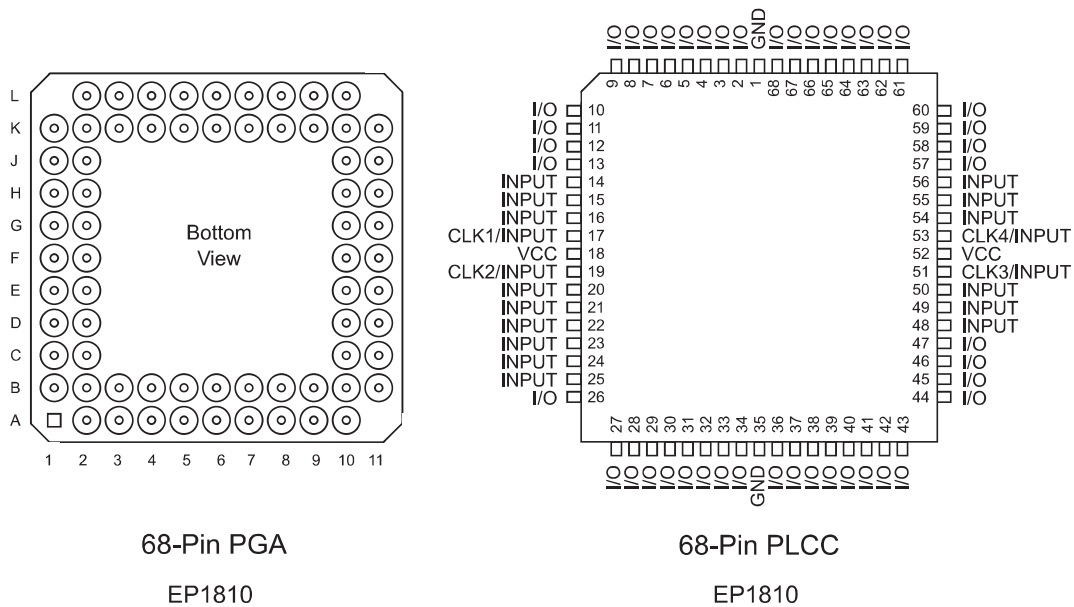 L
K
J
H
G
F
E
D
C
B
A
1 2 3 4 5 6 7 8 9 10 11
Bottom
View
68-Pin PGA
EP1810
I/O I/O I/O I/O I/O I/O I/O I/O GND I/O I/O I/O I/O I/O I/O I/O I/O
9 8 7 6 5 4 3 2 1 68 67 66 65 64 63 62 61
I/O 10 60 I/O
I/O 11 59 I/O
I/O 12 58 I/O
I/O 13 57 I/O
INPUT 14 56 INPUT
INPUT 15 55 INPUT
INPUT 16 54 INPUT
CLK1/INPUT 17 53 CLK4/INPUT
VCC 18 52 VCC
CLK2/INPUT 19 51 CLK3/INPUT
INPUT 20 50 INPUT
INPUT 21 49 INPUT
INPUT 22 48 INPUT
INPUT 23 47 I/O
INPUT 24 46 I/O
INPUT 25 45 I/O
I/O 26 44 I/O
27 28 29 30 31 32 33 34 35 36 37 38 39 40 41 42 43
I/O I/O I/O I/O I/O I/O I/O I/O GND I/O I/O I/O I/O I/O I/O I/O I/O
68-Pin PLCC
EP1810